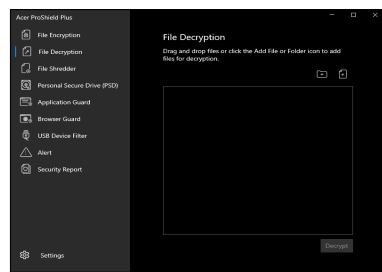 Acer ProShield Plus
File Encryption
File Decryption
File Shredder
Personal Secure Drive (PSD)
Application Guard
Browser Guard
USB Device Filter
Alert
Security Report
Settings
File Decryption
Drag and drop files or click the Add File or Folder icon to add
files for decryption.
Decrypt